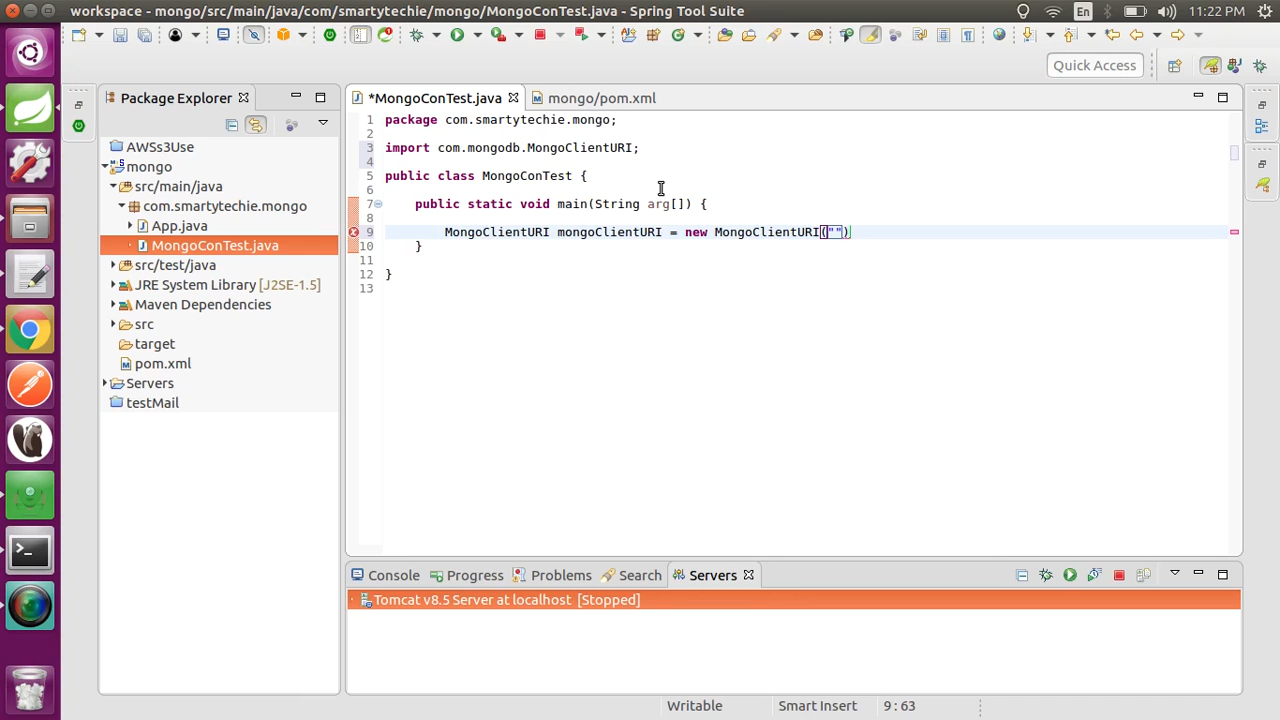 workspace - mongo/src/main/java/com/smartytechie/mongo/MongoConTest.java - Spring Tool Suite
En
11:22 PM
Quick Access
Package Explorer
*MongoConTest.java
mongo/pom.xml
AWSs3Use
mongo
src/main/java
com.smartytechie.mongo
App.java
MongoConTest.java
src/test/java
JRE System Library [J2SE-1.5]
Maven Dependencies
src
target
pom.xml
Servers
testMail
1 package com.smartytechie.mongo;
2
3 import com.mongodb.MongoClientURI;
4
5 public class MongoConTest {
6
7 public static void main(String arg[]) {
8
9 MongoClientURI mongoClientURI = new MongoClientURI("")
10 }
11
12 }
13
Console
Progress
Problems
Search
Servers
Tomcat v8.5 Server at localhost [Stopped]
Writable
Smart Insert
9 : 63